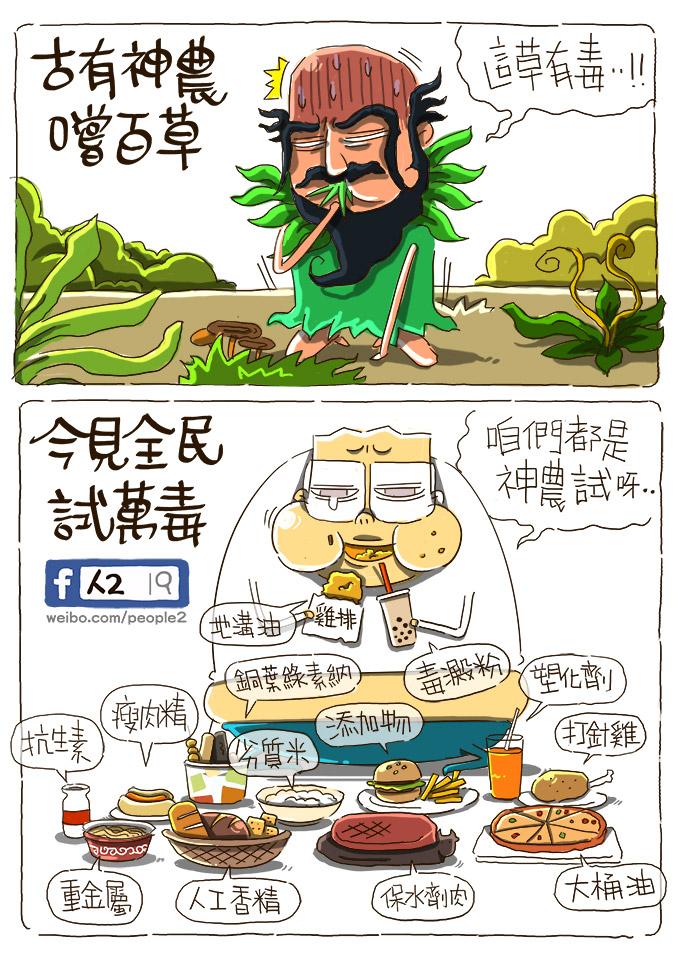 古有神農
嚐百草
這草有毒..!!
今見全民
試萬毒
咱們都是
神農試呀..
f 人2
weibo.com/people2
地溝油
雞排
銅葉綠素納
毒澱粉
塑化劑
瘦肉精
添加物
抗生素
劣質米
打針雞
重金屬
人工香精
保水劑肉
大桶油